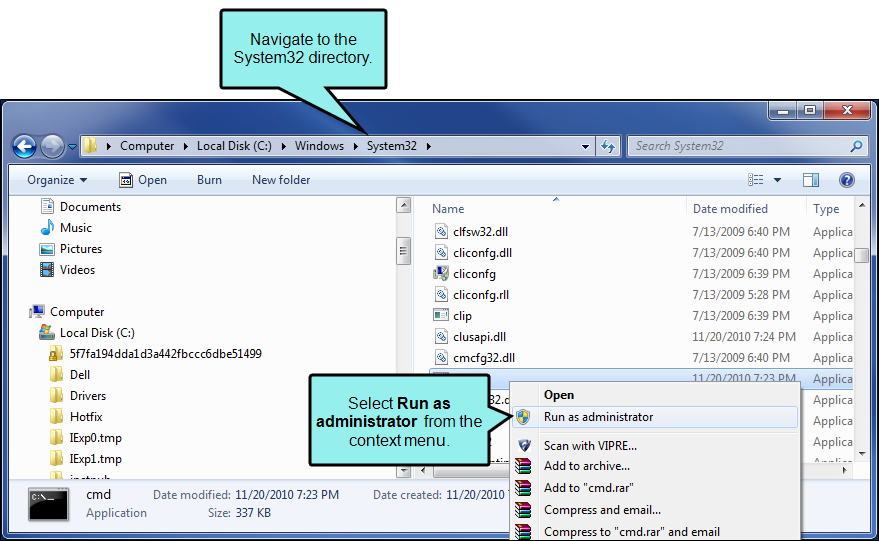 Navigate to the
System32 directory.
Computer
Local Disk (C:)
Windows
System32
Search System32
Organize
Open
Burn
New folder
Documents
Music
Pictures
Videos
Computer
Local Disk (C:)
5f7fa194dda1d3a442fbccc6dbe51499
Dell
Drivers
Hotfix
IExp0.tmp
IExp1.tmp
Name
Date modified
Type
clfsw32.dll
7/13/2009 6:40 PM
Applica
cliconfg.dll
7/13/2009 6:40 PM
Applica
cliconfg
7/13/2009 6:39 PM
Applica
cliconfg.rll
7/13/2009 5:28 PM
Applica
clip
7/13/2009 6:39 PM
Applica
clusapi.dll
11/20/2010 7:24 PM
Applica
cmcfg32.dll
7/13/2009 6:40 PM
Applica
11/20/2010 7:23 PM
Applica
Applica
Applica
Applica
Applica
Select Run as
administrator from the
context menu.
Open
Run as administrator
Scan with VIPRE...
Add to archive...
Add to "cmd.rar"
Compress and email...
Compress to "cmd.rar" and email
C:\_
cmd
Date modified: 11/20/2010 7:23 PM
Date created: 11/20/2010 7
Application
Size: 337 KB